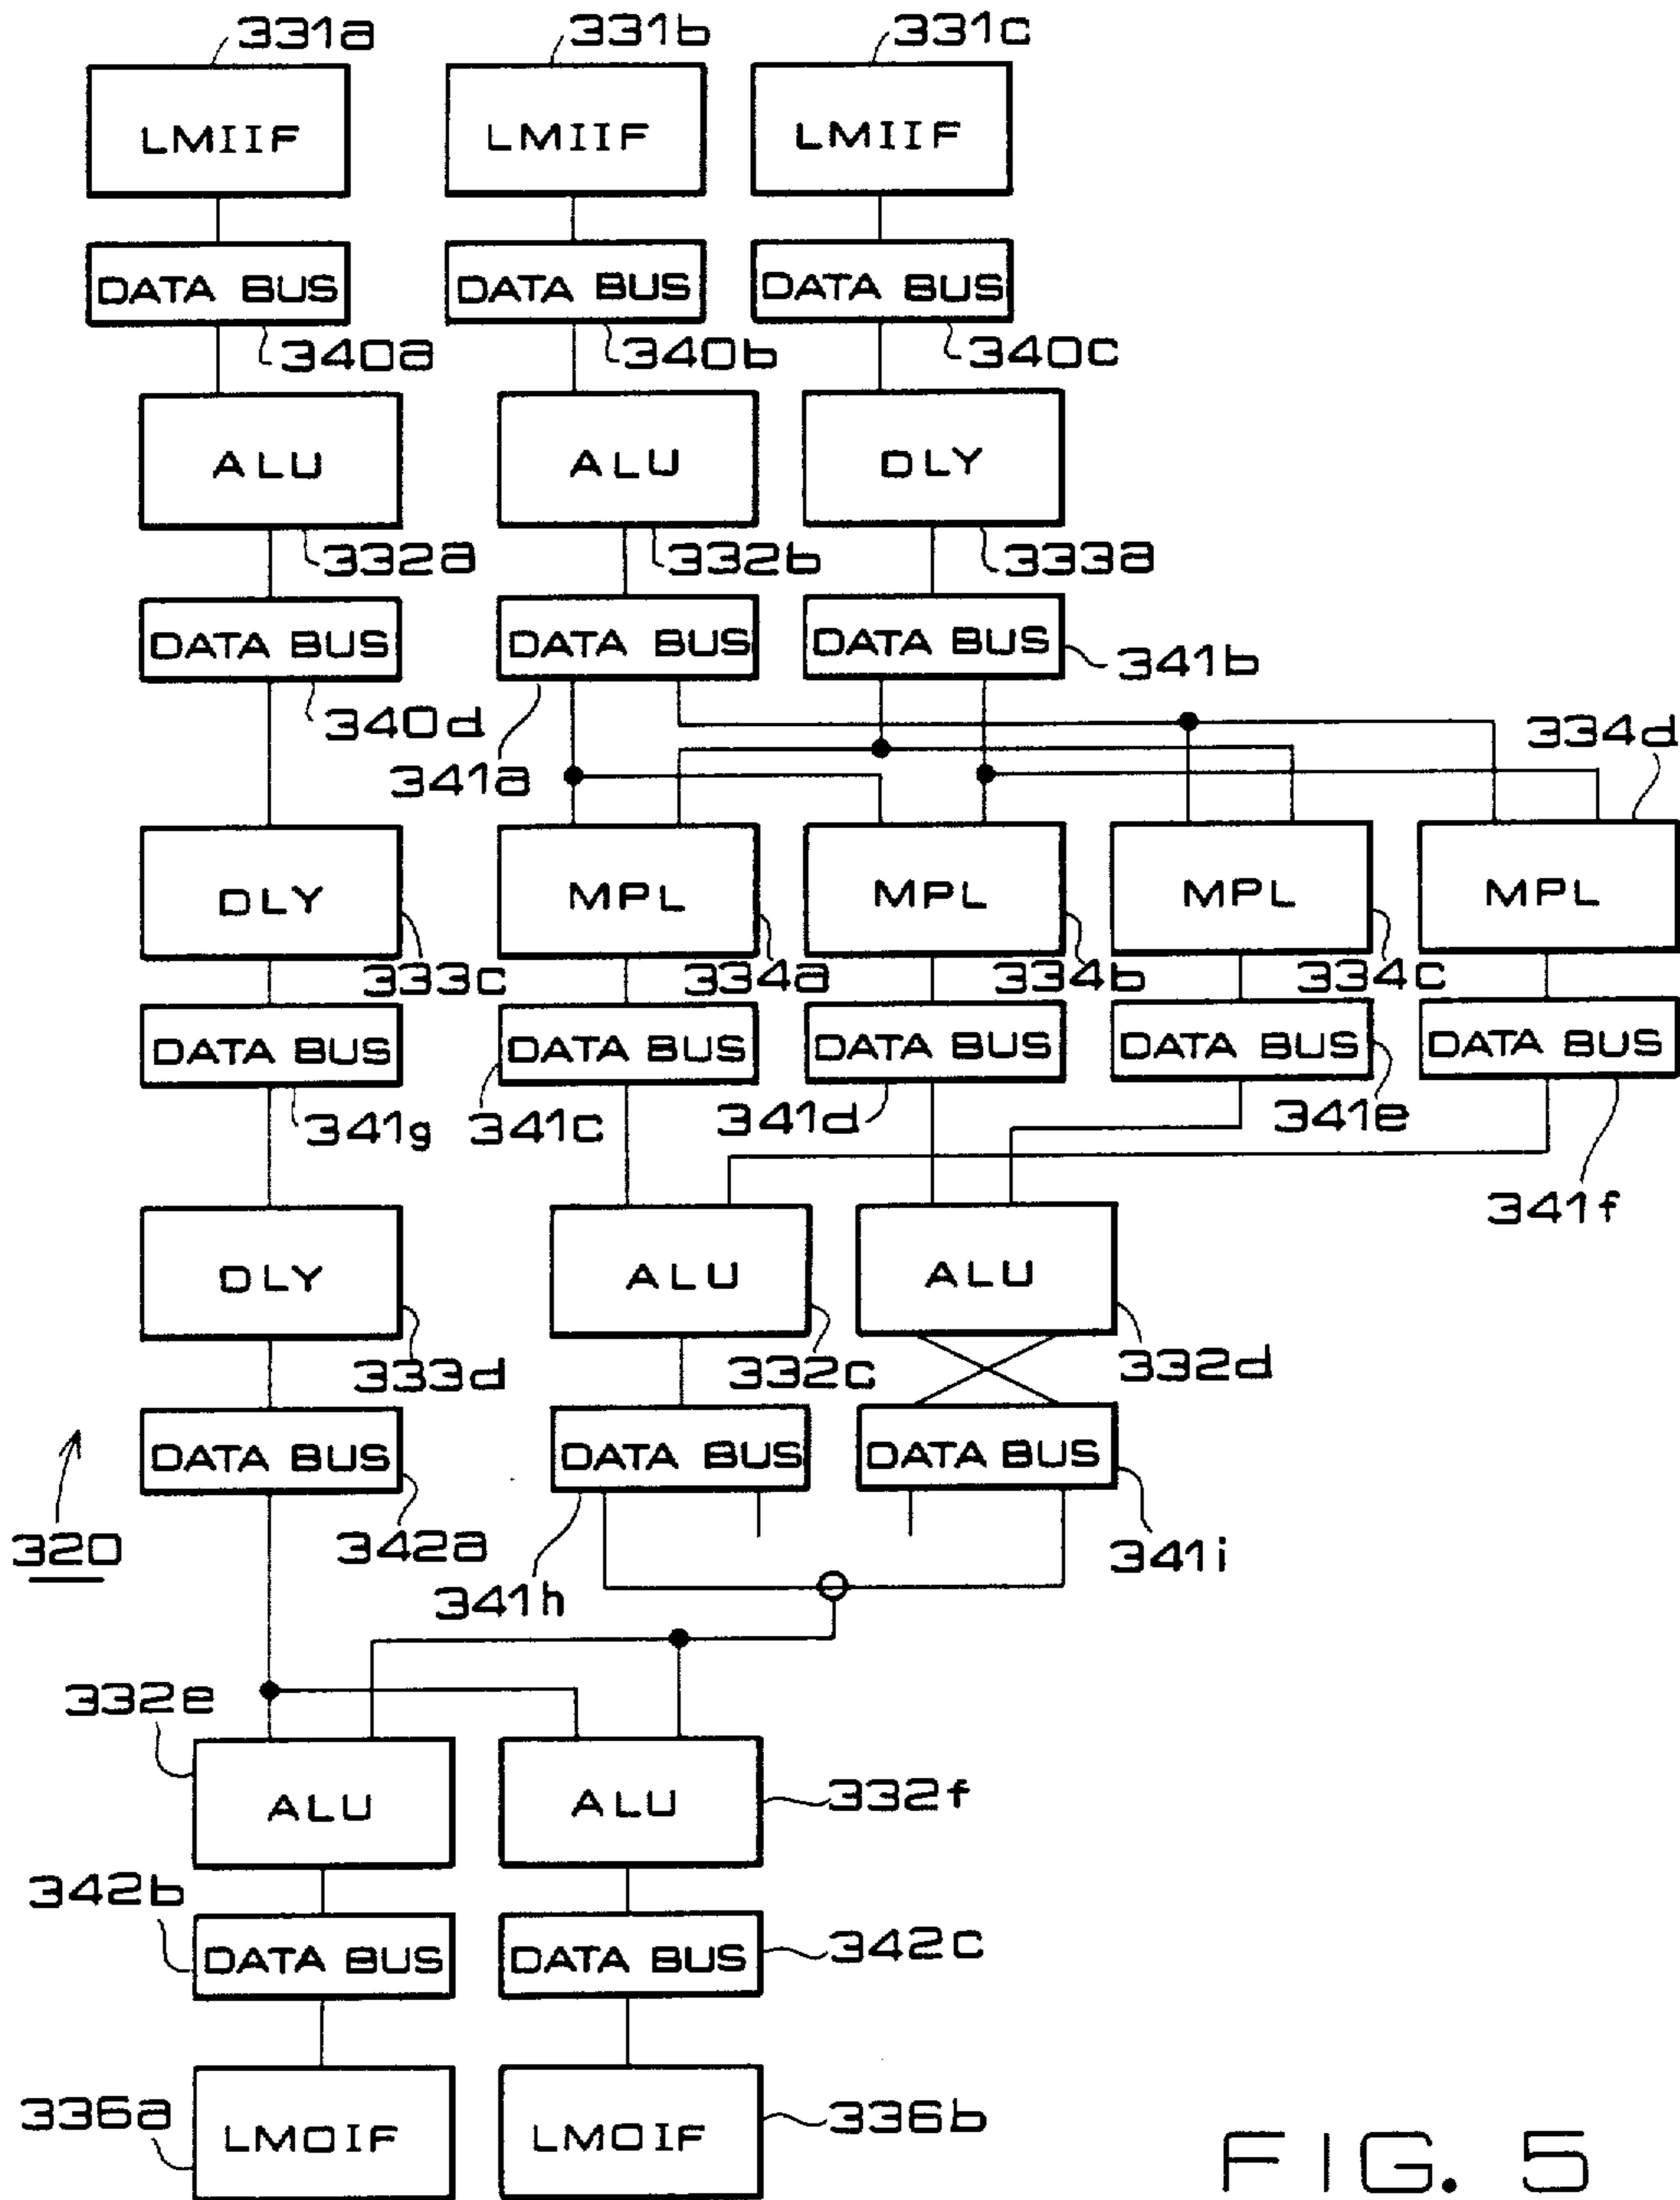 331a 331b 331c
LMIIF LMIIF LMIIF
DATA BUS DATA BUS DATA BUS
340a 340b 340c
ALU ALU DLY
332a 332b 333a
DATA BUS DATA BUS DATA BUS
341b
340d
341a
334d
DLY MPL MPL MPL MPL
333c 334a 334b 334c
DATA BUS DATA BUS DATA BUS DATA BUS DATA BUS
341g 341c 341d 341e
341f
DLY ALU ALU
333d 332c 332d
DATA BUS DATA BUS DATA BUS
320
342a
341h
341i
332e
ALU ALU
332f
342b
DATA BUS DATA BUS
342c
336a
LMOIF LMOIF
336b
FIG. 5